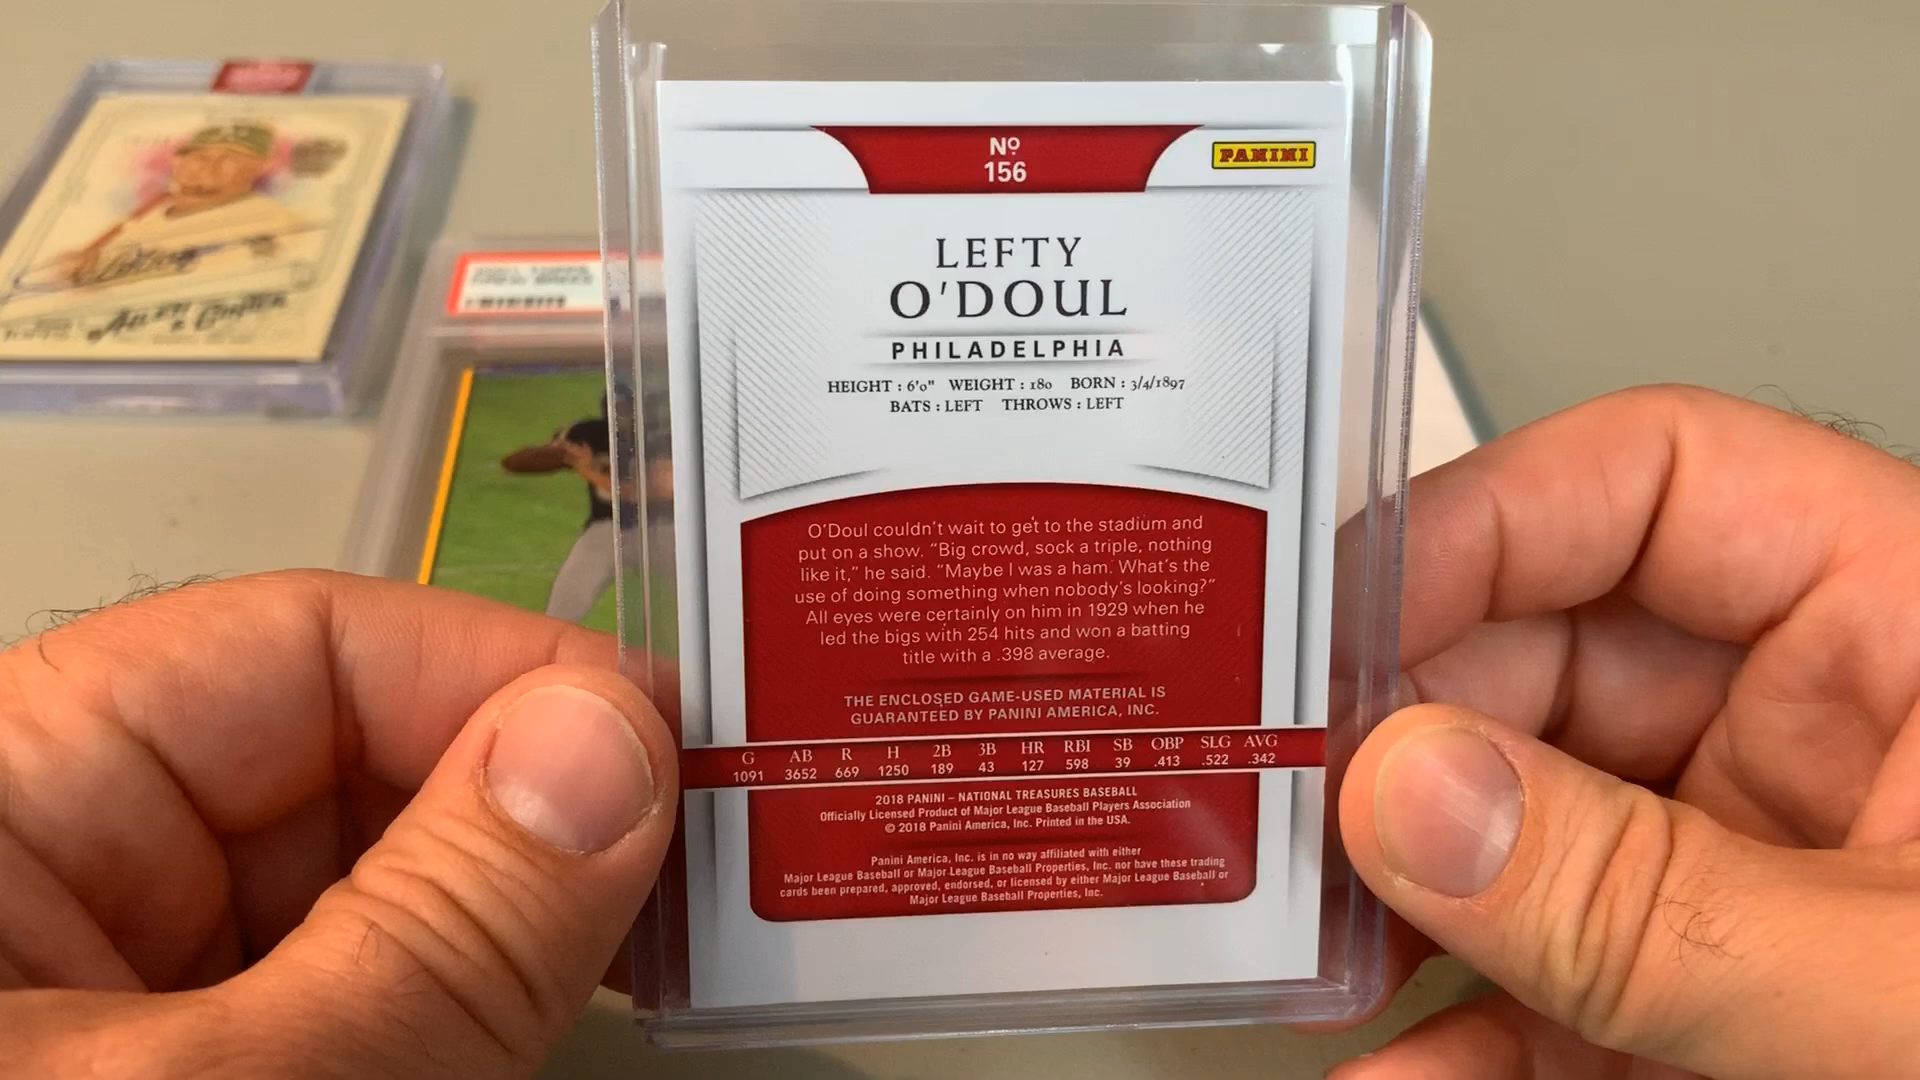 Nº
156
PANINI
LEFTY
O'DOUL
PHILADELPHIA
HEIGHT : 6'0" WEIGHT : 180 BORN : 3/4/1897
BATS : LEFT THROWS : LEFT
O'Doul couldn't wait to get to the stadium and
put on a show. "Big crowd, sock a triple, nothing
like it," he said. "Maybe I was a ham. What's the
use of doing something when nobody's looking?"
All eyes were certainly on him in 1929 when he
led the bigs with 254 hits and won a batting
title with a .398 average.
THE ENCLOSED GAME-USED MATERIAL IS
GUARANTEED BY PANINI AMERICA, INC.
G AB R H 2B 3B HR RBI SB OBP SLG AVG
1091 3652 669 1250 189 43 127 598 39 .413 .522 .342
2018 PANINI – NATIONAL TREASURES BASEBALL
Officially Licensed Product of Major League Baseball Players Association
© 2018 Panini America, Inc. Printed in the USA.
Panini America, Inc. is in no way affiliated with either
Major League Baseball or Major League Baseball Properties, Inc. nor have these trading
cards been prepared, approved, endorsed, or licensed by either Major League Baseball or
Major League Baseball Properties, Inc.
Allen & Ginter